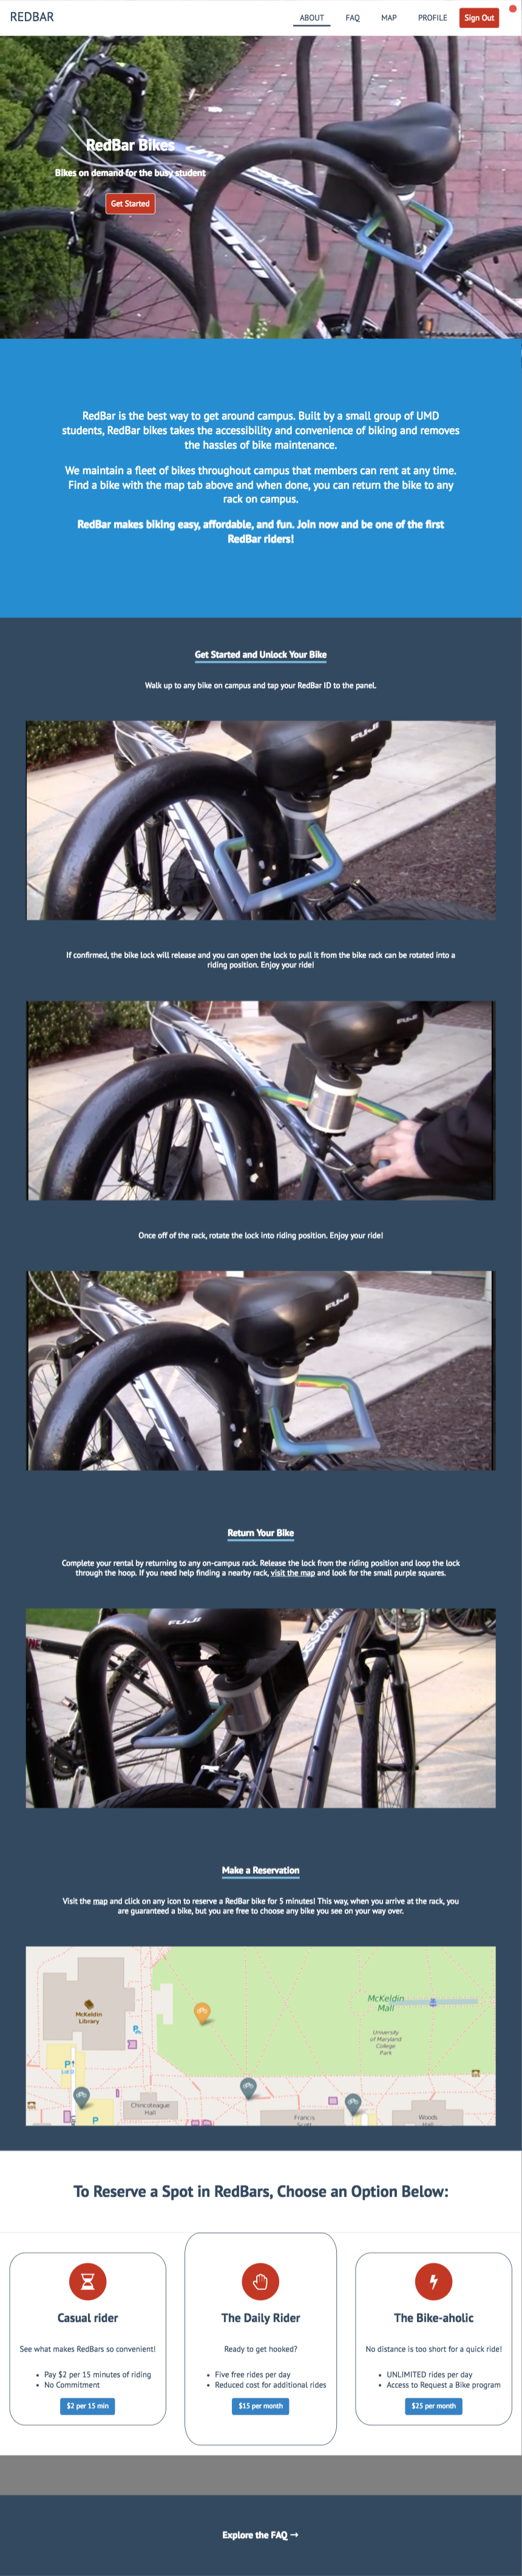 REDBAR
ABOUT FAQ MAP PROFILE Sign Out
RedBar Bikes
Bikes on demand for the busy student
Get Started
RedBar is the best way to get around campus. Built by a small group of UMD
students, RedBar bikes takes the accessibility and convenience of biking and removes
the hassles of bike maintenance.
We maintain a fleet of bikes throughout campus that members can rent at any time.
Find a bike with the map tab above and when done, you can return the bike to any
rack on campus.
RedBar makes biking easy, affordable, and fun. Join now and be one of the first
RedBar riders!
Get Started and Unlock Your Bike
Walk up to any bike on campus and tap your RedBar ID to the panel.
FUJI
If confirmed, the bike lock will release and you can open the lock to pull it from the bike rack can be rotated into a
riding position. Enjoy your ride!
FUJI
Once off of the rack, rotate the lock into riding position. Enjoy your ride!
FUJI
Return Your Bike
Complete your rental by returning to any on-campus rack. Release the lock from the riding position and loop the lock
through the hoop. If you need help finding a nearby rack, visit the map and look for the small purple squares.
FUJI
Make a Reservation
Visit the map and click on any icon to reserve a RedBar bike for 5 minutes! This way, when you arrive at the rack, you
are guaranteed a bike, but you are free to choose any bike you see on your way over.
McKeldin
Library
McKeldin
Mall
University
of Maryland
College
Park
P
P
Chincoteague
Hall
Francis
Scott
Woods
Hall
P
To Reserve a Spot in RedBars, Choose an Option Below:
Casual rider
See what makes RedBars so convenient!
• Pay $2 per 15 minutes of riding
• No Commitment
$2 per 15 min
The Daily Rider
Ready to get hooked?
• Five free rides per day
• Reduced cost for additional rides
$15 per month
The Bike-aholic
No distance is too short for a quick ride!
• UNLIMITED rides per day
• Access to Request a Bike program
$25 per month
Explore the FAQ →